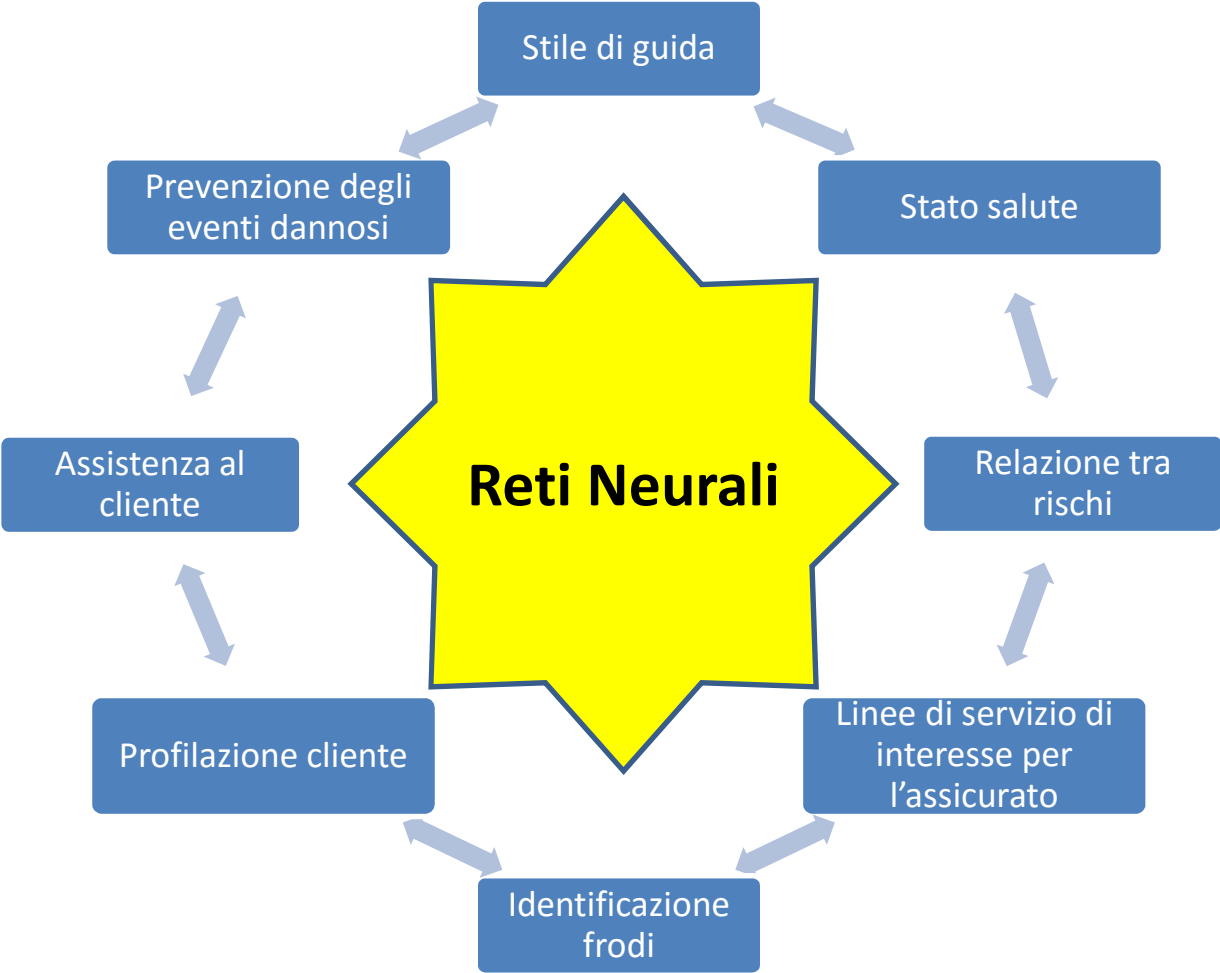 Stile di guida
Prevenzione degli
eventi dannosi
Stato salute
Assistenza al
cliente
Reti Neurali
Relazione tra
rischi
Profilazione cliente
Linee di servizio di
interesse per
l’assicurato
Identificazione
frodi